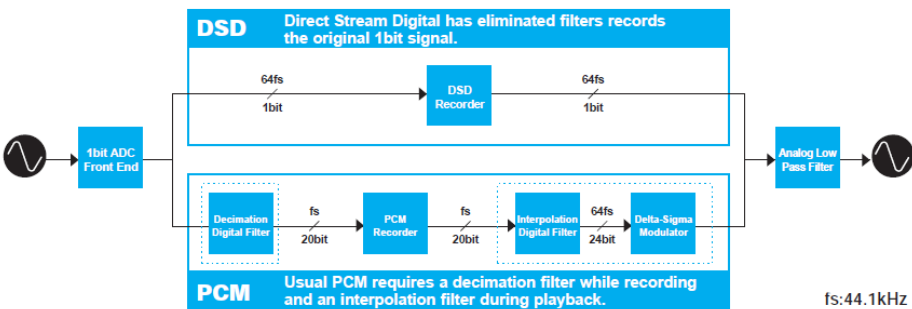 DSD
Direct Stream Digital has eliminated filters records
the original 1bit signal.
64fs
1bit
DSD
Recorder
64fs
1bit
1bit ADC
Front End
Analog Low
Pass Filter
Decimation
Digital Filter
fs
20bit
PCM
Recorder
fs
20bit
Interpolation
Digital Filter
64fs
24bit
Delta-Sigma
Modulator
PCM
Usual PCM requires a decimation filter while recording
and an interpolation filter during playback.
fs:44.1kHz